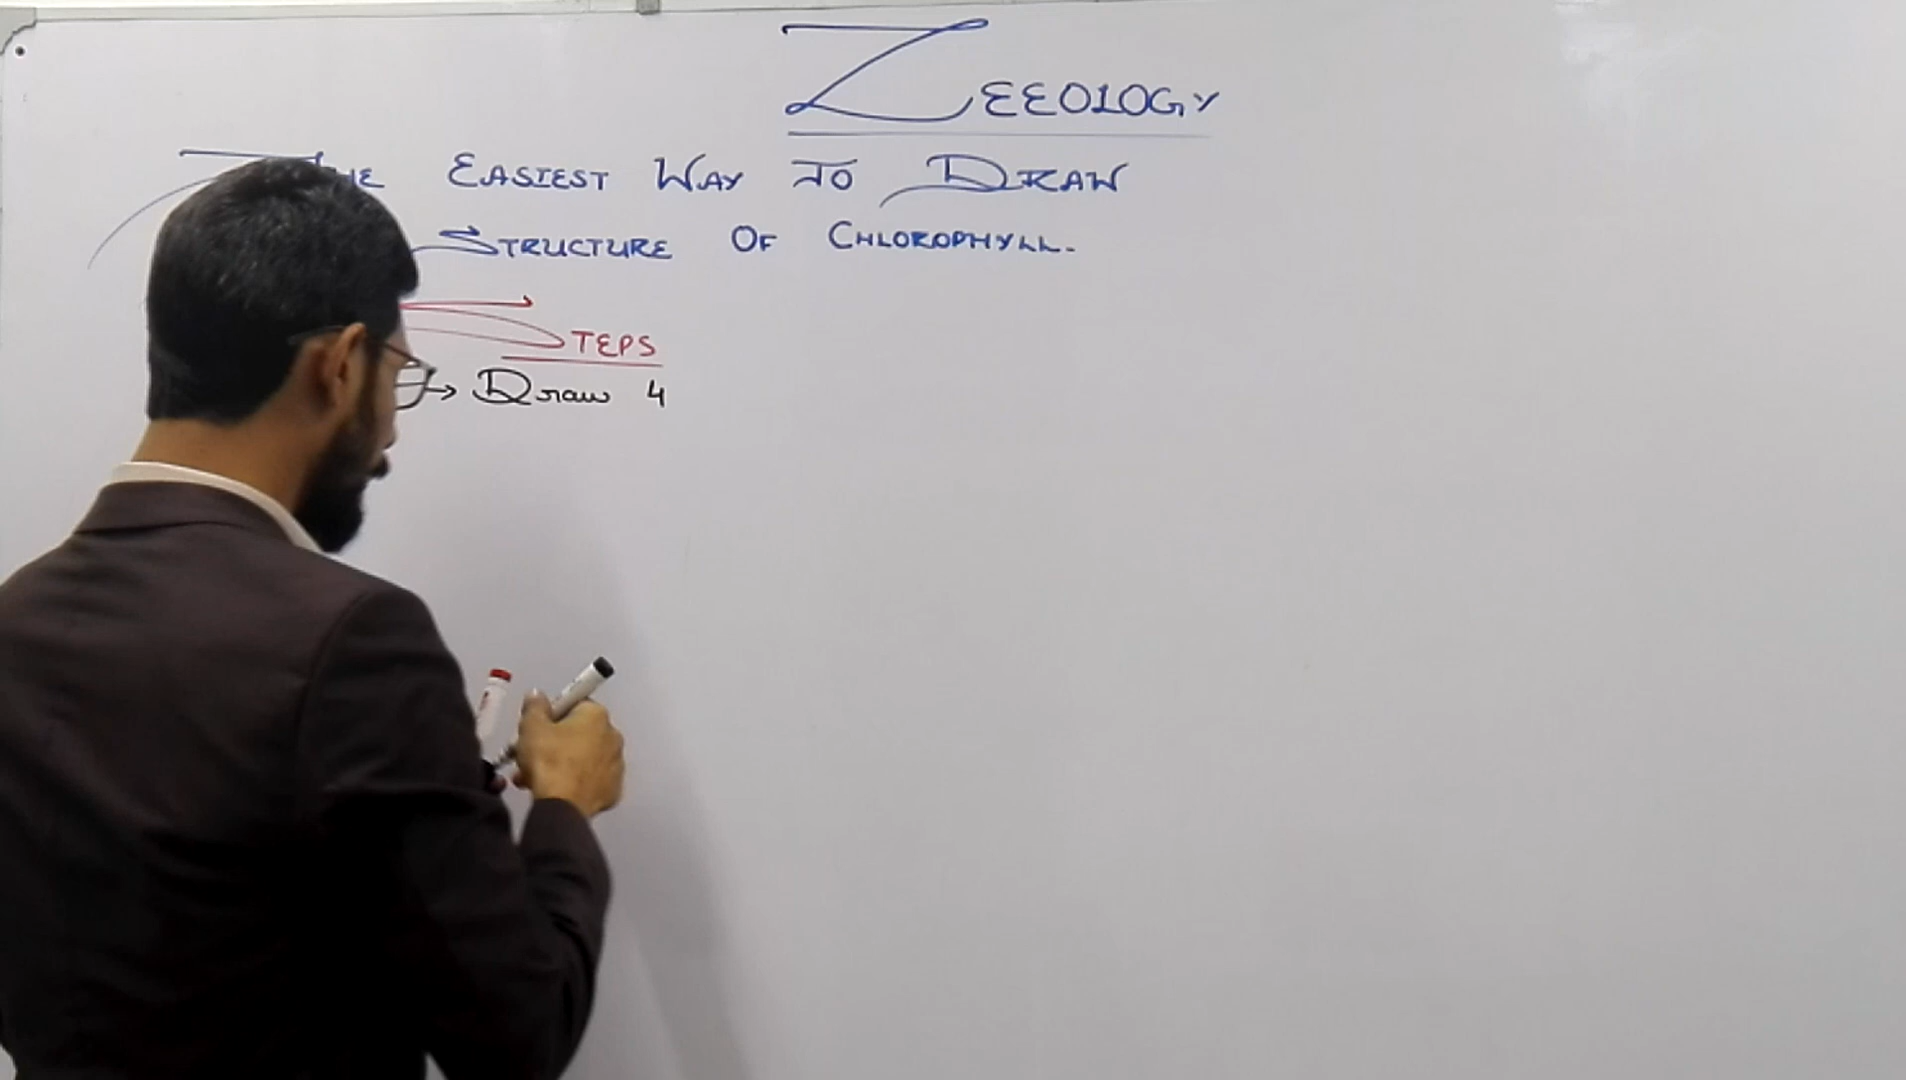 ZEEOLOGY
EASIEST WAY TO DRAW
STRUCTURE OF CHLOROPHYLL.
TEPS
→ Draw 4